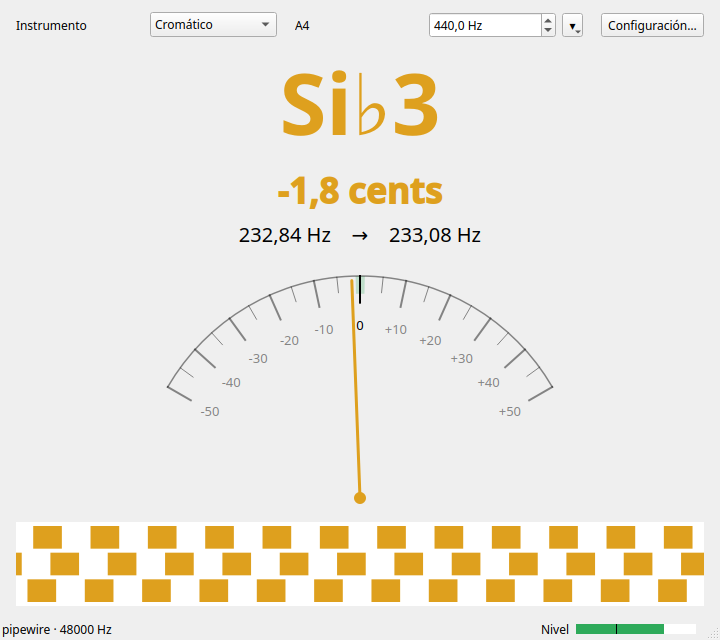 Instrumento Cromático A4 440,0 Hz Configuración...
Si♭3
-1,8 cents
232,84 Hz → 233,08 Hz
-50 -40 -30 -20 -10 0 +10 +20 +30 +40 +50
pipewire · 48000 Hz Nivel